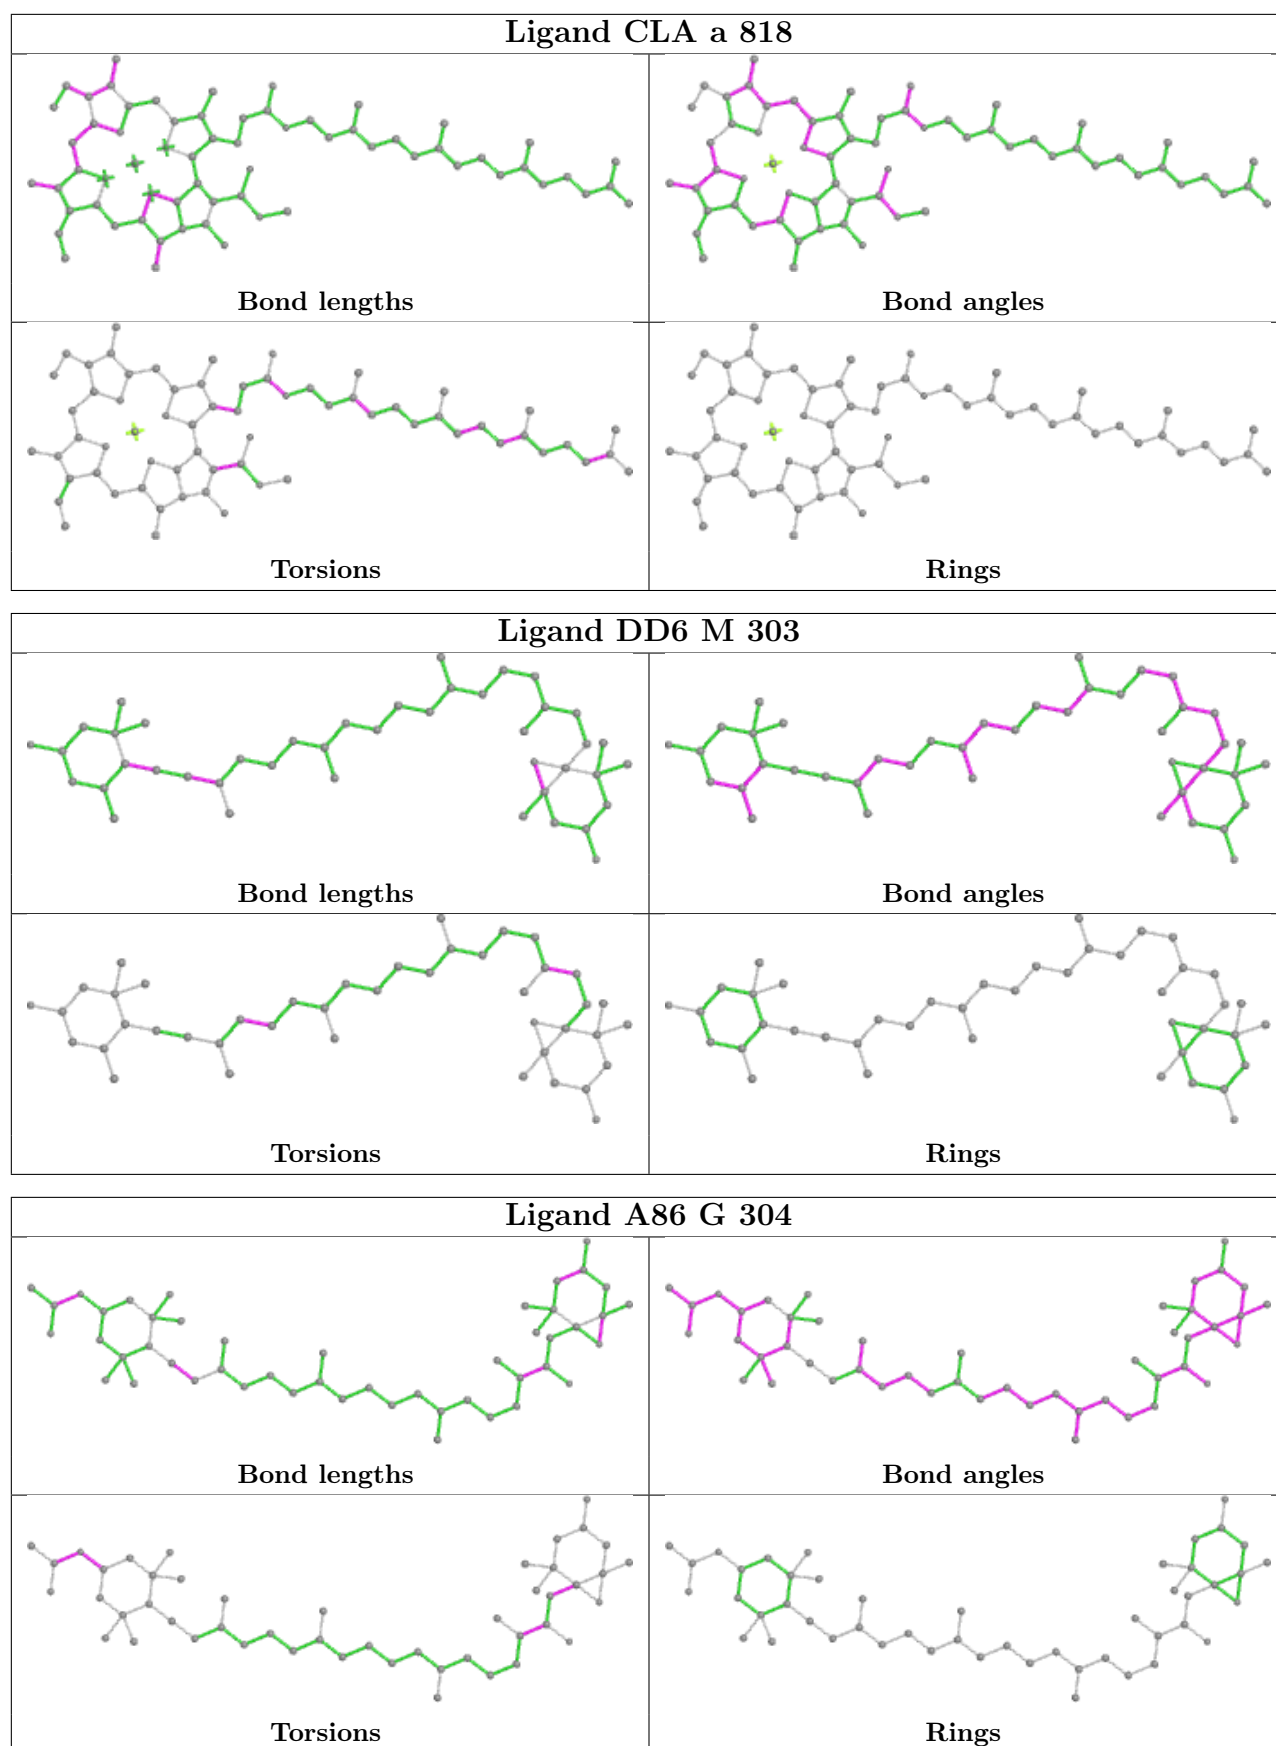 Ligand CLA a 818
Bond lengths
Bond angles
Torsions
Rings
Ligand DD6 M 303
Bond lengths
Bond angles
Torsions
Rings
Ligand A86 G 304
Bond lengths
Bond angles
Torsions
Rings